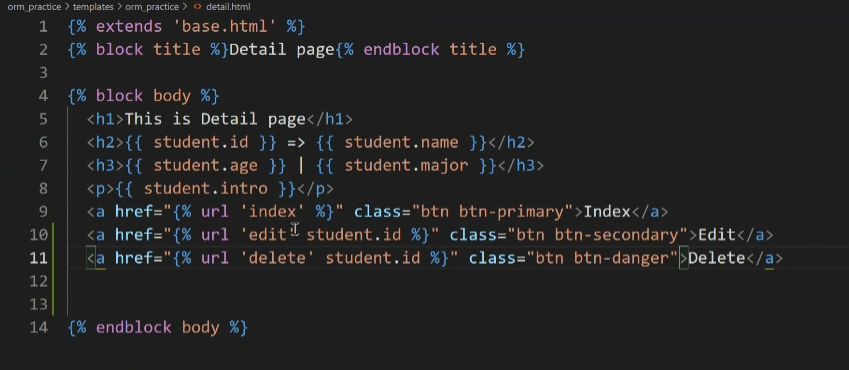 orm_practice > templates > orm_practice > <> detail.html
1 {% extends 'base.html' %}
2 {% block title %}Detail page{% endblock title %}
3
4 {% block body %}
5 <h1>This is Detail page</h1>
6 <h2>{{ student.id }} => {{ student.name }}</h2>
7 <h3>{{ student.age }} | {{ student.major }}</h3>
8 <p>{{ student.intro }}</p>
9 <a href="{% url 'index' %}" class="btn btn-primary">Index</a>
10 <a href="{% url 'edit' student.id %}" class="btn btn-secondary">Edit</a>
11 <a href="{% url 'delete' student.id %}" class="btn btn-danger">Delete</a>
12
13
14 {% endblock body %}